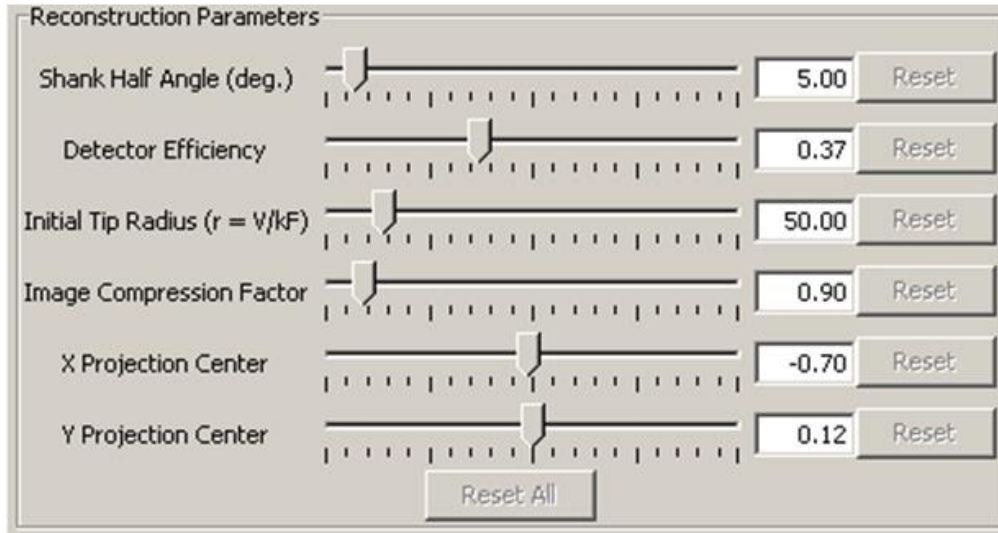 Reconstruction Parameters
Shank Half Angle (deg.) 5.00 Reset
Detector Efficiency 0.37 Reset
Initial Tip Radius (r = V/kF) 50.00 Reset
Image Compression Factor 0.90 Reset
X Projection Center -0.70 Reset
Y Projection Center 0.12 Reset
Reset All